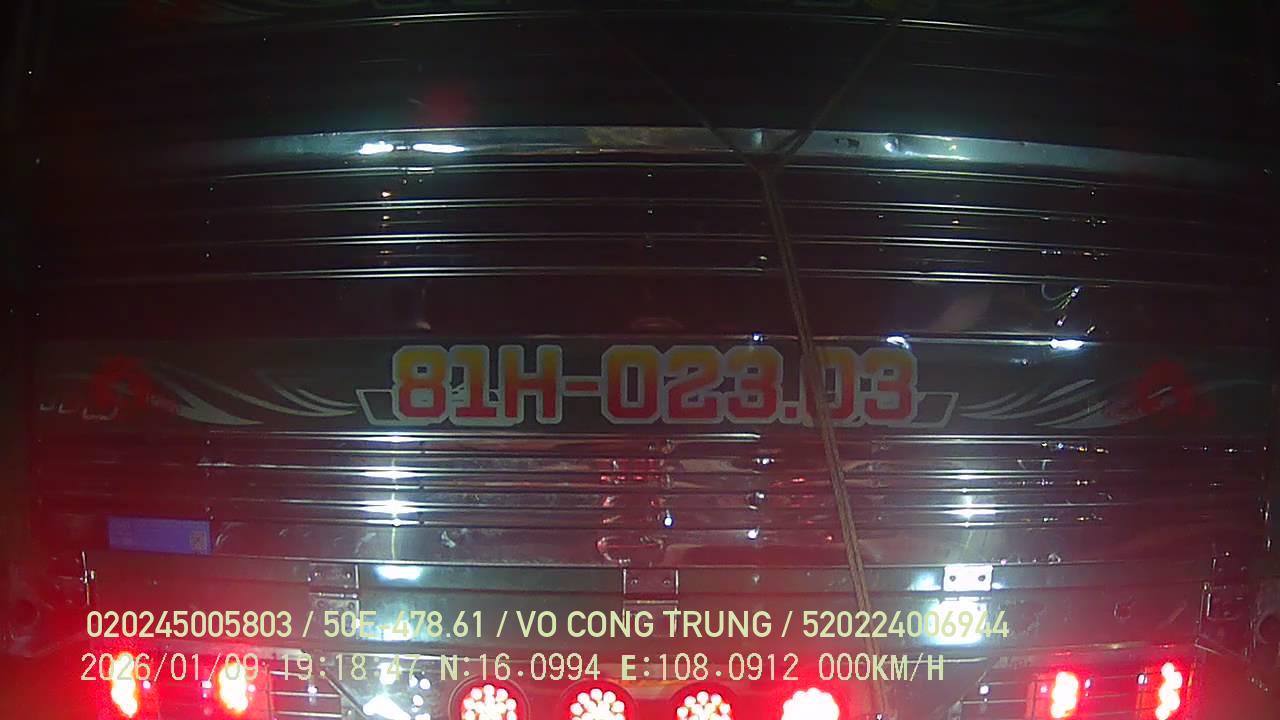 81H-023.03
020245005803 / 50E-478.61 / VO CONG TRUNG / 520224006944
2026/01/09 19:18:47 N:16.0994 E:108.0912 000KM/H